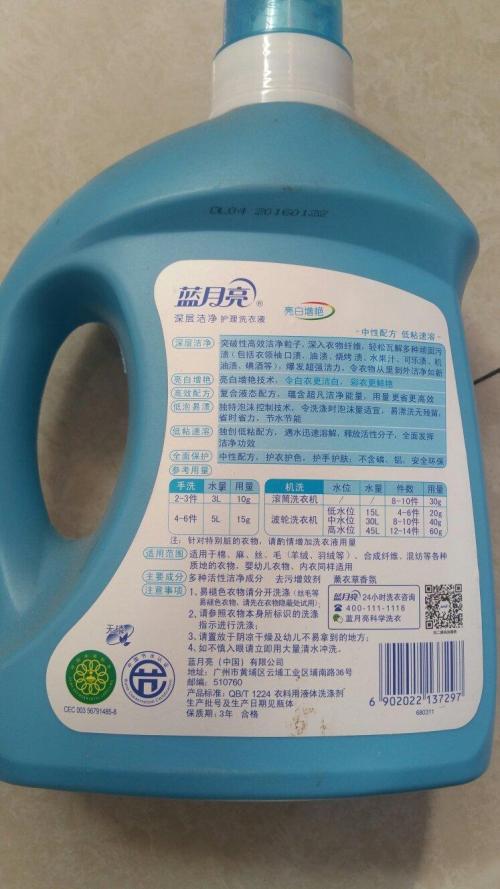 DL04 20160132
蓝月亮®
亮白增艳
深层洁净 护理洗衣液
-中性配方 低粘速溶-
深层洁净 突破性高效洁净粒子，深入衣物纤维，轻松瓦解多种顽固污
渍（包括衣领袖口渍、油渍、烧烤渍、水果汁、可乐渍、机
油渍、碘酒等），爆发超强洁力，令衣物从里到外洁净如新
亮白增艳 亮白增艳技术，令白衣更洁白，彩衣更鲜艳
高效配方 复合液态配方，蕴含超凡洁净能量，用量更省更高效
低泡易漂 独特泡沫控制技术，令洗涤时泡沫量适宜，易漂洗无残留，
省时省力，节水节能
低粘速溶 独创低粘配方，遇水迅速溶解，释放活性分子，全面发挥
洁净功效
全面保护 中性配方，护衣护色，护手护肤；不含磷、铝，安全环保
参考用量
手洗 水量 用量 机洗 水位 水量 件数 用量
2-3件 3L 10g 滚筒洗衣机 / / 8-10件 30g
4-6件 5L 15g 波轮洗衣机 低水位 15L 4-6件 20g
中水位 30L 8-10件 40g
高水位 45L 12-14件 60g
注：针对特别脏的衣物，请酌情增加洗衣液用量
适用范围 适用于棉、麻、丝、毛（羊绒、羽绒等）、合成纤维、混纺等各种
质地的衣物，婴幼儿衣物、内衣同样适用
主要成分 多种活性洁净成分 去污增效剂 薰衣草香氛
注意事项 1.易褪色衣物请分开洗涤（丝毛等
易褪色衣物，请先在衣物隐蔽处试用）；
2.请参照衣物本身所标识的洗涤
指示进行洗涤；
3.请置放于阴凉干燥及幼儿不易拿到的地方；
4.如不慎入眼请立即用大量清水冲洗。
蓝月亮® 24小时洗衣咨询
400-111-1118
蓝月亮科学洗衣
无磷
蓝月亮（中国）有限公司
地址：广州市黄埔区云埔工业区埔南路36号
邮编：510760
产品标准：QB/T 1224 衣料用液体洗涤剂
生产批号及生产日期见瓶体
保质期：3年 合格
CEC 003 56791485-8
6 902022 137297
680311